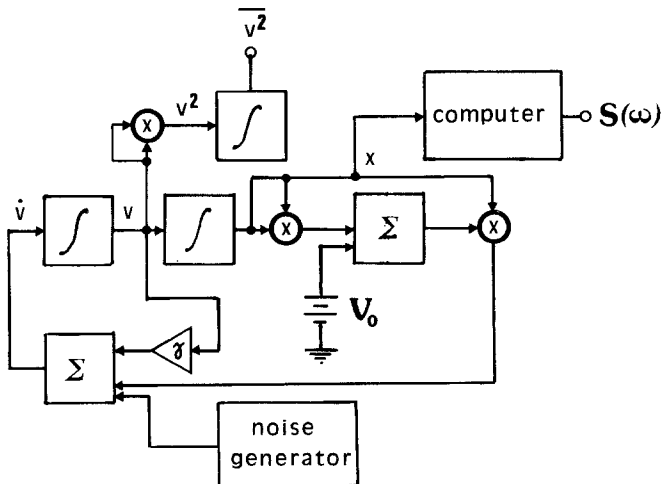 v²
v²
∫
computer
S(ω)
x
x
v̇
∫
v
∫
x
Σ
x
V₀
Σ
γ
noise
generator